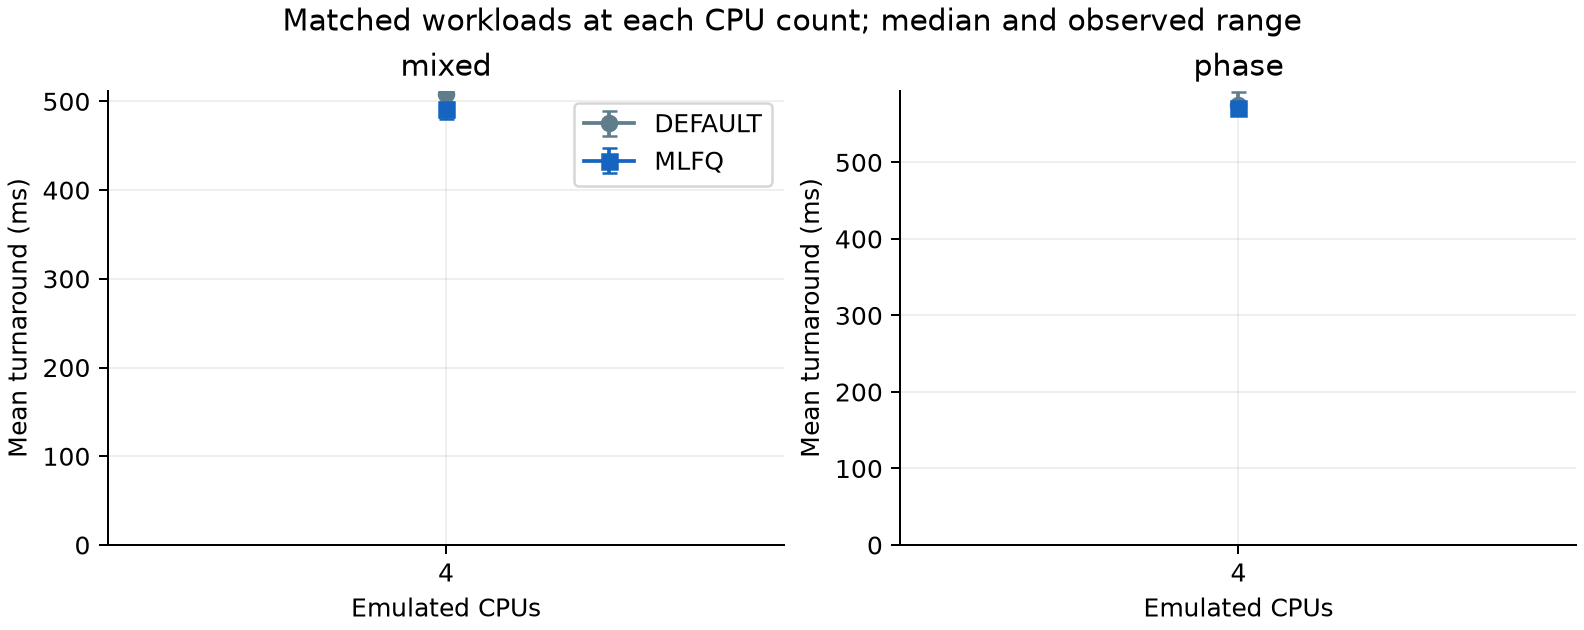 Matched workloads at each CPU count; median and observed range
mixed
Mean turnaround (ms)
500
400
300
200
100
0
4
Emulated CPUs
DEFAULT
MLFQ
phase
Mean turnaround (ms)
500
400
300
200
100
0
4
Emulated CPUs